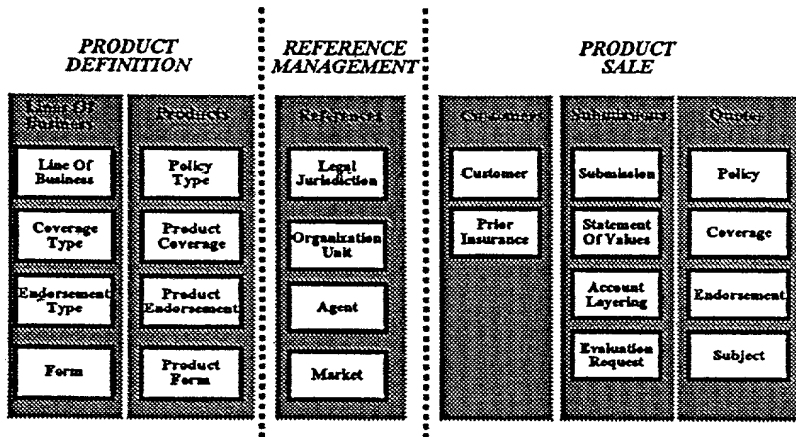 PRODUCT
DEFINITION
Lines Of
Business
Line Of
Business
Coverage
Type
Endorsement
Type
Form
Products
Policy
Type
Product
Coverage
Product
Endorsement
Product
Form
REFERENCE
MANAGEMENT
References
Legal
Jurisdiction
Organization
Unit
Agent
Market
PRODUCT
SALE
Customer
Customer
Prior
Insurance
Submissions
Submission
Statement
Of Values
Account
Layering
Evaluation
Request
Quotes
Policy
Coverage
Endorsement
Subject